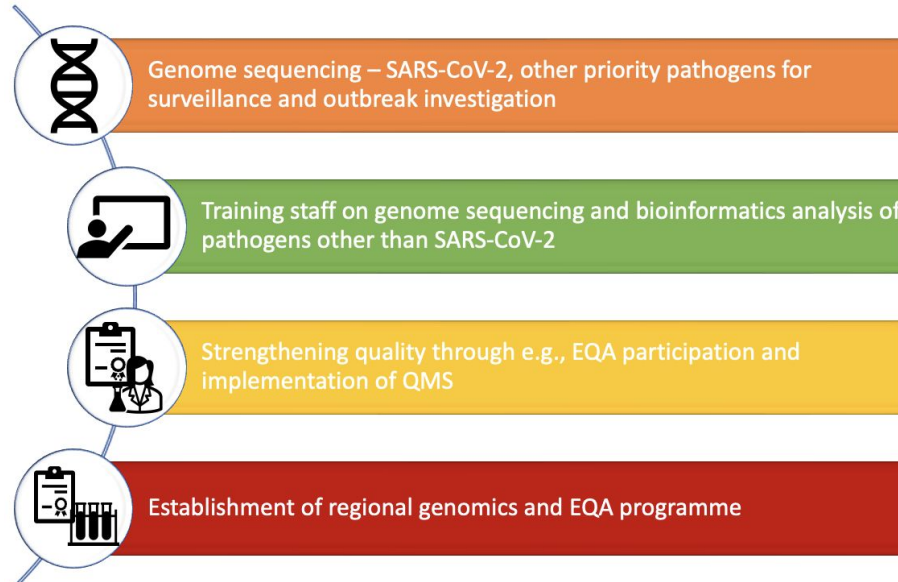 Genome sequencing – SARS-CoV-2, other priority pathogens for
surveillance and outbreak investigation
Training staff on genome sequencing and bioinformatics analysis of
pathogens other than SARS-CoV-2
Strengthening quality through e.g., EQA participation and
implementation of QMS
Establishment of regional genomics and EQA programme